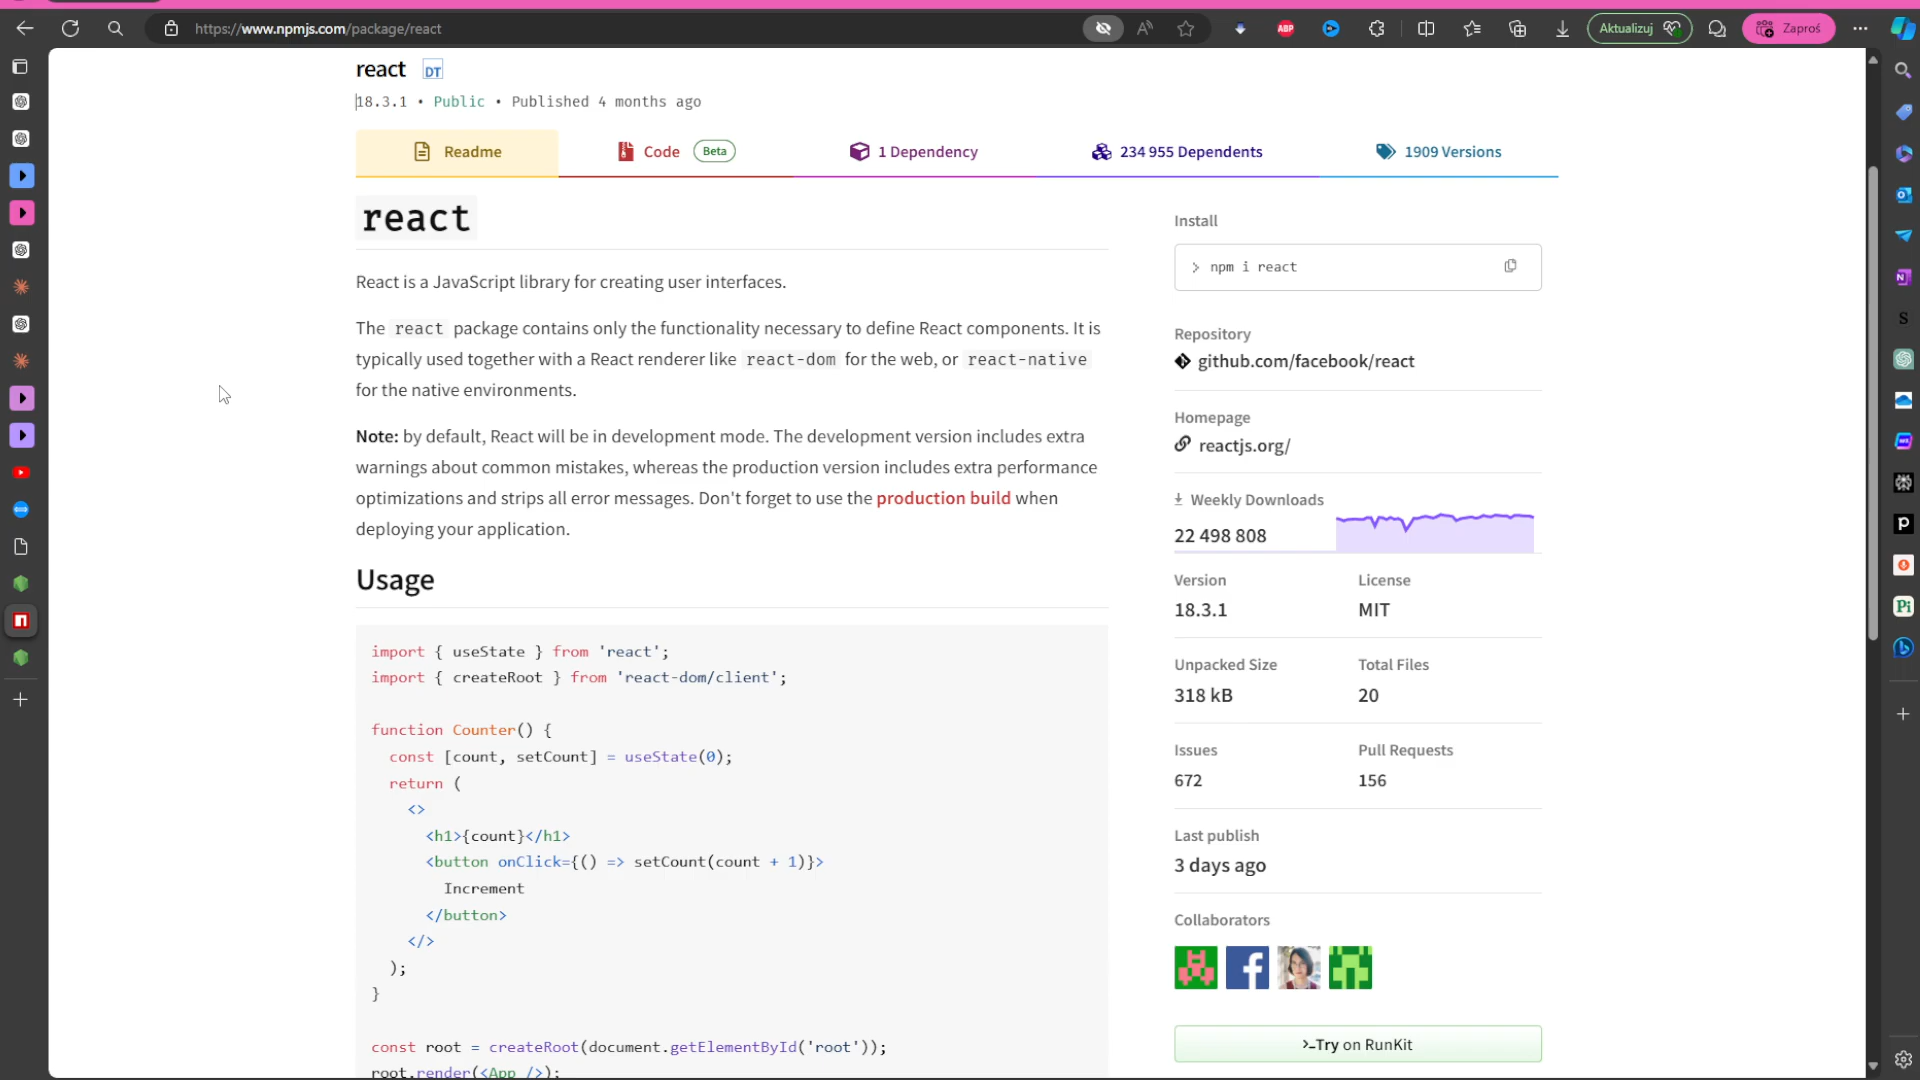 https://www.npmjs.com/package/react
ABP
Aktualizuj
Zaproś
react DT
18.3.1 • Public • Published 4 months ago
Readme
Code Beta
1 Dependency
234 955 Dependents
1909 Versions
react
React is a JavaScript library for creating user interfaces.
The react package contains only the functionality necessary to define React components. It is
typically used together with a React renderer like react-dom for the web, or react-native
for the native environments.
Note: by default, React will be in development mode. The development version includes extra
warnings about common mistakes, whereas the production version includes extra performance
optimizations and strips all error messages. Don't forget to use the production build when
deploying your application.
Usage
import { useState } from 'react';
import { createRoot } from 'react-dom/client';
function Counter() {
const [count, setCount] = useState(0);
return (
<>
<h1>{count}</h1>
<button onClick={() => setCount(count + 1)}>
Increment
</button>
</>
);
}
const root = createRoot(document.getElementById('root'));
root.render(<App />);
Install
> npm i react
Repository
github.com/facebook/react
Homepage
reactjs.org/
Weekly Downloads
22 498 808
Version
License
18.3.1
MIT
Unpacked Size
Total Files
318 kB
20
Issues
Pull Requests
672
156
Last publish
3 days ago
Collaborators
>_Try on RunKit